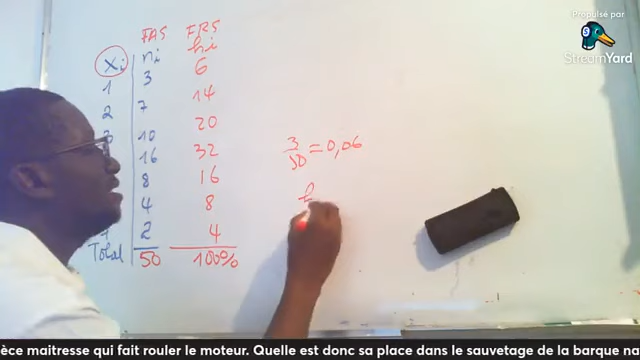 Propulsé par
StreamYard
FAS FRS
xi ni hi
1 3 6
2 7 14
3 10 20
16 32
8 16
4 8
2 4
Total 50 100%
3/50 = 0,06
èce maitresse qui fait rouler le moteur. Quelle est donc sa place dans le sauvetage de la barque